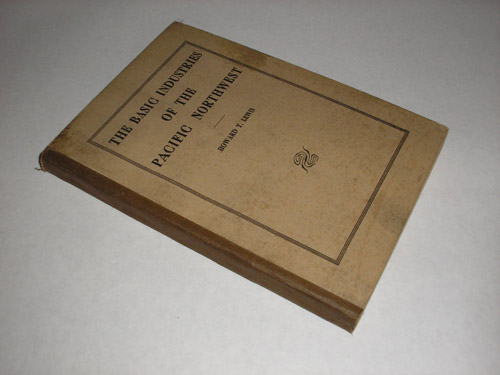 THE BASIC INDUSTRIES
OF THE
PACIFIC NORTHWEST
HOWARD T. LEWIS